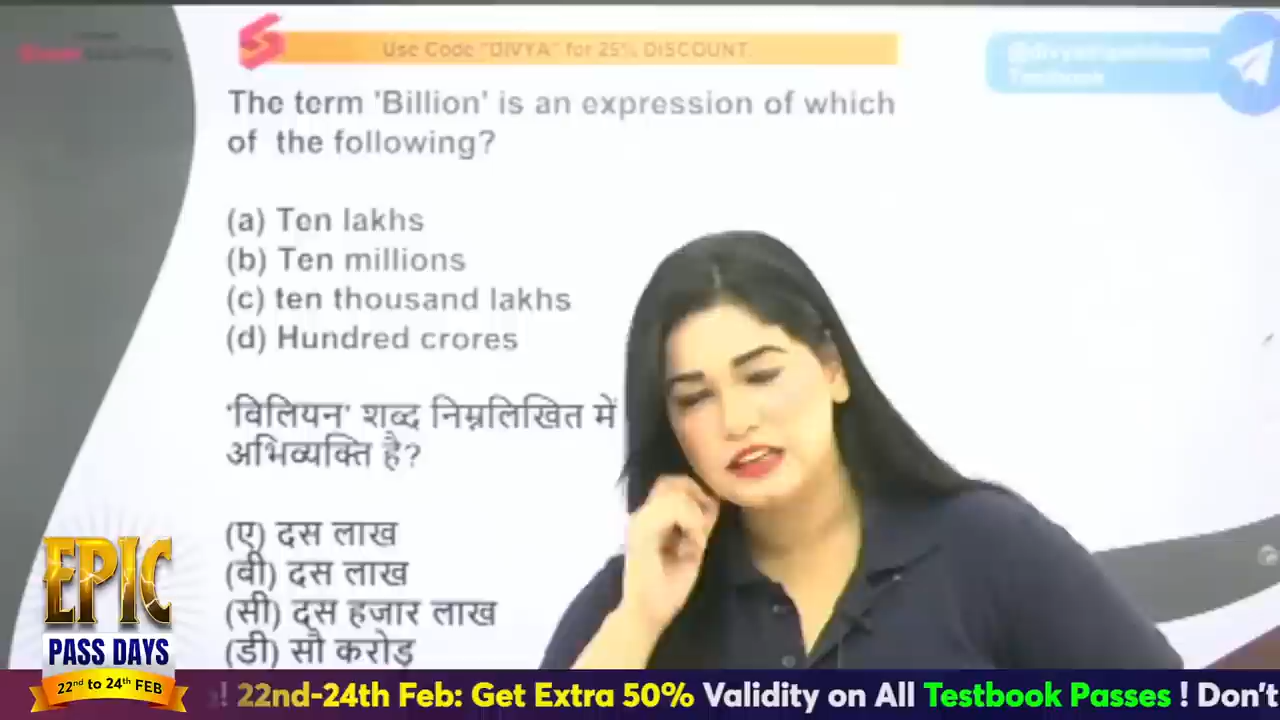 Use Code "DIVYA" for 25% DISCOUNT
The term 'Billion' is an expression of which
of the following?
(a) Ten lakhs
(b) Ten millions
(c) ten thousand lakhs
(d) Hundred crores
'बिलियन' शब्द निम्नलिखित में
अभिव्यक्ति है?
(ए) दस लाख
(बी) दस लाख
(सी) दस हजार लाख
(डी) सौ करोड़
Testbook
EPIC
PASS DAYS
22nd to 24th FEB
! 22nd-24th Feb: Get Extra 50% Validity on All Testbook Passes ! Don't